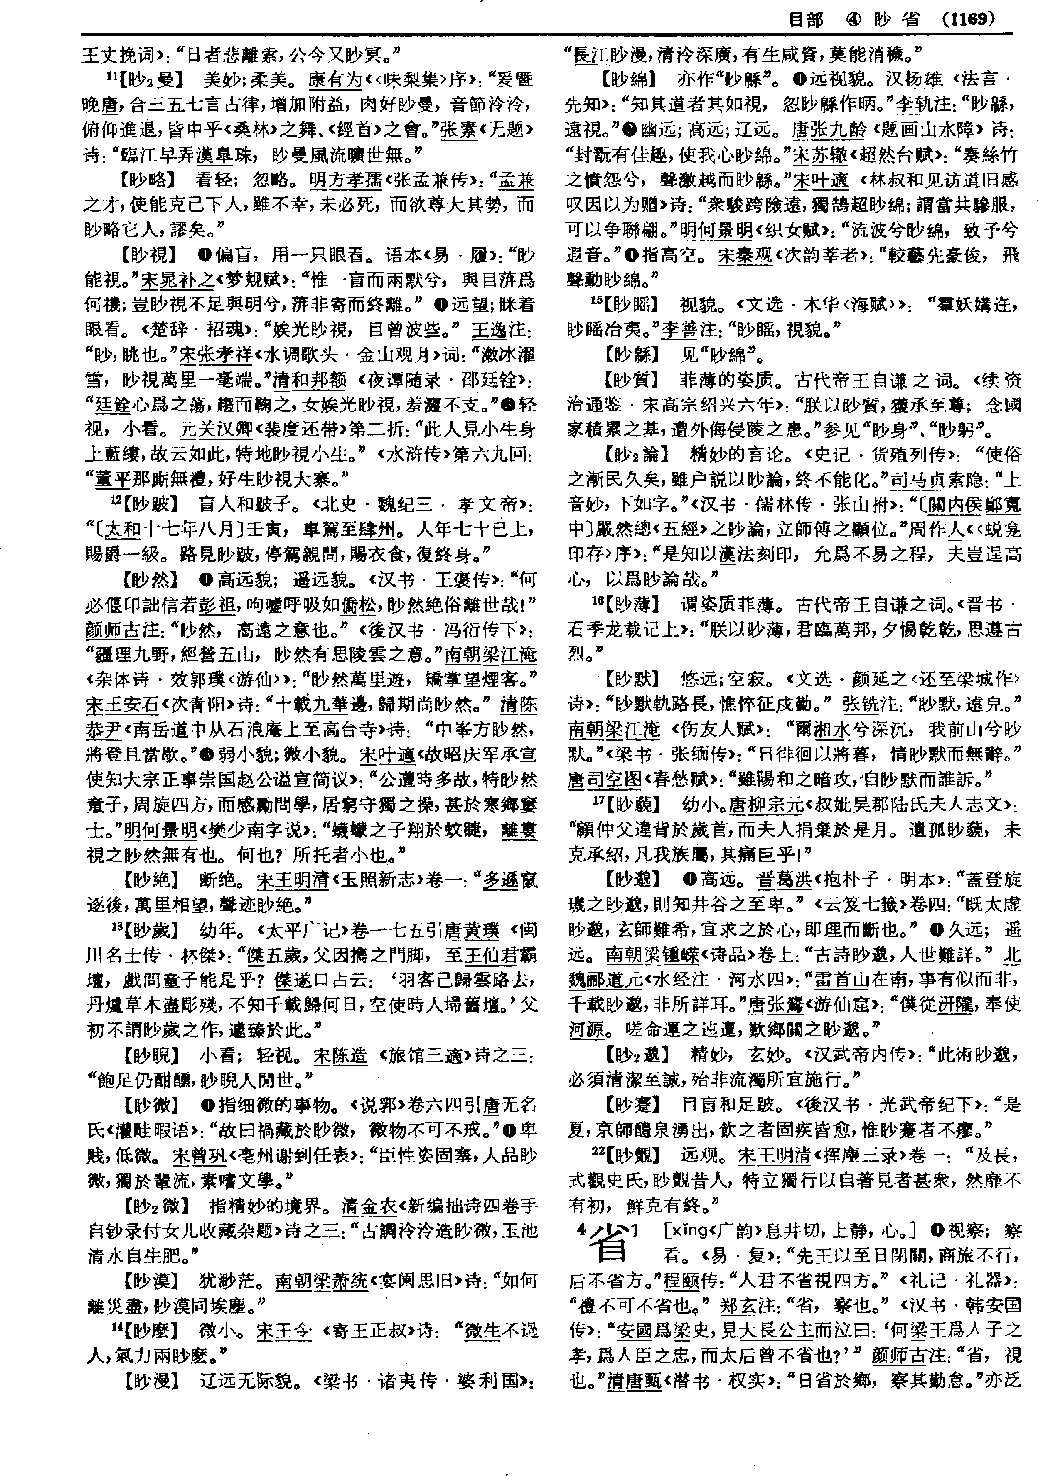 目部 ④ 眇省 (1169)
王丈挽词》：“日者悲離索，公今又眇冥。”
¹¹【眇₂曼】 美妙；柔美。康有为《〈味梨集〉序》：“爰暨
晚唐，合三五七言古律，增加附益，肉好眇曼，音節泠泠，
俯仰進退，皆中乎《桑林》之舞、《經首》之會。”张素《无题》
诗：“臨江早弄漢皋珠，眇曼風流曠世無。”
【眇略】 看轻；忽略。明方孝孺《张孟兼传》：“孟兼
之才，使能克己下人，雖不幸，未必死，而欲尊大其勢，而
眇略它人，謬矣。”
【眇視】 ❶偏盲，用一只眼看。语本《易·履》：“眇
能視。”宋晁补之《梦觌赋》：“惟一盲而兩默兮，與目濟爲
何禳；豈眇視不足與明兮，濟非寄而終離。” ❷远望；眯着
眼看。《楚辞·招魂》：“娭光眇視，目曾波些。” 王逸注：
“眇，眺也。”宋张孝祥《水调歌头·金山观月》词：“激冰濯
雪，眇視萬里一毫端。”清和邦额《夜谭随录·邵廷铨》：
“廷銓心爲之蕩，趨而鞠之，女娭光眇視，羞澀不支。”❸轻
视，小看。元关汉卿《裴度还带》第二折：“此人見小生身
上藍縷，故云如此，特地眇視小生。”《水浒传》第六九回：
“董平那厮無禮，好生眇視大寨。”
¹²【眇跛】 盲人和跛子。《北史·魏纪三·孝文帝》：
“〔太和十七年八月〕壬寅，車駕至肆州。人年七十已上，
賜爵一級。路見眇跛，停駕親問，賜衣食，復終身。”
【眇然】 ❶高远貌；遥远貌。《汉书·王褒传》：“何
必偃卬詘信若彭祖，呴噓呼吸如僑松，眇然絶俗離世哉！”
颜师古注：“眇然，高遠之意也。”《後汉书·冯衍传下》：
“疆理九野，經營五山，眇然有思陵雲之意。”南朝梁江淹
《杂体诗·效郭璞〈游仙〉》：“眇然萬里遊，矯掌望煙客。”
宋王安石《次青阳》诗：“十載九華邊，歸期尚眇然。” 清陈
恭尹《南岳道中从石浪庵上至高台寺》诗：“中峯方眇然，
將登且當歇。”❷弱小貌；微小貌。宋叶適《故昭庆军承宣
使知大宗正事崇国赵公谥宣简议》：“公遭時多故，特眇然
童子，周旋四方，而感勵問學，居窮守獨之操，甚於寒鄉窶
士。”明何景明《樊少南字说》：“蠛蠓之子翔於蚊睫，離婁
視之眇然無有也。何也？所托者小也。”
【眇絶】 断绝。宋王明清《玉照新志》卷一：“多遜竄
逐後，萬里相望，聲迹眇絶。”
¹³【眇歲】 幼年。《太平广记》卷一七五引唐黄璞《闽
川名士传·林傑》：“傑五歲，父因攜之門脚，至王仙君霸
壇，戲問童子能是乎？傑遂口占云：‘羽客已歸雲路去，
丹爐草木盡彫殘，不知千載歸何日，空使時人埽舊壇。’父
初不謂眇歲之作，遽臻於此。”
【眇睨】 小看；轻视。宋陈造《旅馆三適》诗之三：
“飽足仍酣醺，眇睨人間世。”
【眇微】 ❶指细微的事物。《说郛》卷六四引唐无名
氏《灌畦暇语》：“故曰禍藏於眇微，微物不可不戒。”❷卑
贱，低微。宋曾巩《亳州谢到任表》：“臣性姿固塞，人品眇
微，獨於輩流，素嗜文學。”
【眇₂微】 指精妙的境界。清金农《新编拙诗四卷手
自钞录付女儿收藏杂题》诗之三：“古調泠泠造眇微，玉池
清水自生肥。”
【眇漠】 犹渺茫。南朝梁萧统《宴阑思旧》诗：“如何
離災盡，眇漠同埃塵。”
¹⁴【眇麽】 微小。宋王令《寄王正叔》诗：“微生不過
人，氣力兩眇麽。”
【眇漫】 辽远无际貌。《梁书·诸夷传·婆利国》：
“長江眇漫，清泠深廣，有生咸資，莫能消穢。”
【眇綿】 亦作“眇緜”。❶远视貌。汉扬雄《法言·
先知》：“知其道者其如視，忽眇緜作昞。”李轨注：“眇緜，
遠視。”❷幽远；高远；辽远。唐张九龄《题画山水障》诗：
“封翫有佳趣，使我心眇綿。”宋苏辙《超然台赋》：“奏絲竹
之憤怨兮，聲激越而眇緜。”宋叶適《林叔和见访道旧感
叹因以为赠》诗：“衆駿跨險遠，獨鵠超眇綿；謂當共驂服，
可以争聯翩。”明何景明《织女赋》：“流波兮眇綿，致予兮
遐音。”❸指高空。宋秦观《次韵莘老》：“較藝先豪俊，飛
聲動眇綿。”
¹⁵【眇暚】 视貌。《文选·木华〈海赋〉》：“羣妖遘迕，
眇暚冶夷。”李善注：“眇暚，視貌。”
【眇緜】 见“眇綿”。
【眇質】 菲薄的姿质。古代帝王自谦之词。《续资
治通鉴·宋高宗绍兴六年》：“朕以眇質，獲承至尊；念國
家積累之基，遭外侮侵陵之患。”参见“眇身”、“眇躬”。
【眇₂論】 精妙的言论。《史记·货殖列传》：“使俗
之漸民久矣，雖户説以眇論，終不能化。”司马贞索隐：“上
音妙，下如字。”《汉书·儒林传·张山拊》：“〔關内侯鄭寬
中〕嚴然總《五經》之眇論，立師傅之顯位。”周作人《〈蜕龛
印存〉序》：“是知以漢法刻印，允爲不易之程，夫豈逞高
心，以爲眇論哉。”
¹⁶【眇薄】 谓姿质菲薄。古代帝王自谦之词。《晋书·
石季龙载记上》：“朕以眇薄，君臨萬邦，夕惕乾乾，思遵古
烈。”
【眇默】 悠远；空寂。《文选·颜延之〈还至梁城作〉
诗》：“眇默軌路長，憔悴征戍勤。” 张铣注：“眇默，遠皃。”
南朝梁江淹《伤友人赋》：“爾湘水兮深沉，我前山兮眇
默。”《梁书·张缅传》：“日徘徊以將暮，情眇默而無辭。”
唐司空图《春愁赋》：“雖陽和之暗攻，自眇默而誰訴。”
¹⁷【眇藐】 幼小。唐柳宗元《叔妣吴郡陆氏夫人志文》：
“顧仲父違背於歲首，而夫人捐棄於是月。遺孤眇藐，未
克承紹，凡我族屬，其痛巨乎！”
【眇邈】 ❶高远。晋葛洪《抱朴子·明本》：“蓋登旋
璣之眇邈，則知井谷之至卑。”《云笈七籤》卷四：“既太虚
眇邈，玄師難希，宜求之於心，即理而斷也。” ❷久远；遥
远。南朝梁锺嵘《诗品》卷上：“古詩眇邈，人世難詳。” 北
魏郦道元《水经注·河水四》：“雷首山在南，事有似而非，
千載眇邈，非所詳耳。”唐张鷟《游仙窟》：“僕從汧隴，奉使
河源。嗟命運之迍邅，歎鄉關之眇邈。”
【眇₂邈】 精妙，玄妙。《汉武帝内传》：“此術眇邈，
必須清潔至誠，殆非流濁所宜施行。”
【眇蹇】 目盲和足跛。《後汉书·光武帝纪下》：“是
夏，京師醴泉湧出，飲之者固疾皆愈，惟眇蹇者不瘳。”
²²【眇覿】 远观。宋王明清《挥麈三录》卷一：“及長，
式觀史氏，眇覿昔人，特立獨行以自著見者甚衆，然靡不
有初，鮮克有終。”
4省1 [xǐng《广韵》息井切，上静，心。] ❶视察；察
看。《易·复》：“先王以至日閉關，商旅不行，
后不省方。”程颐传：“人君不省視四方。”《礼记·礼器》：
“禮不可不省也。” 郑玄注：“省，察也。”《汉书·韩安国
传》：“安國爲梁史，見大長公主而泣曰：‘何梁王爲人子之
孝，爲人臣之忠，而太后曾不省也？’” 颜师古注：“省，視
也。”清唐甄《潜书·权实》：“日省於鄉，察其勤怠。”亦泛